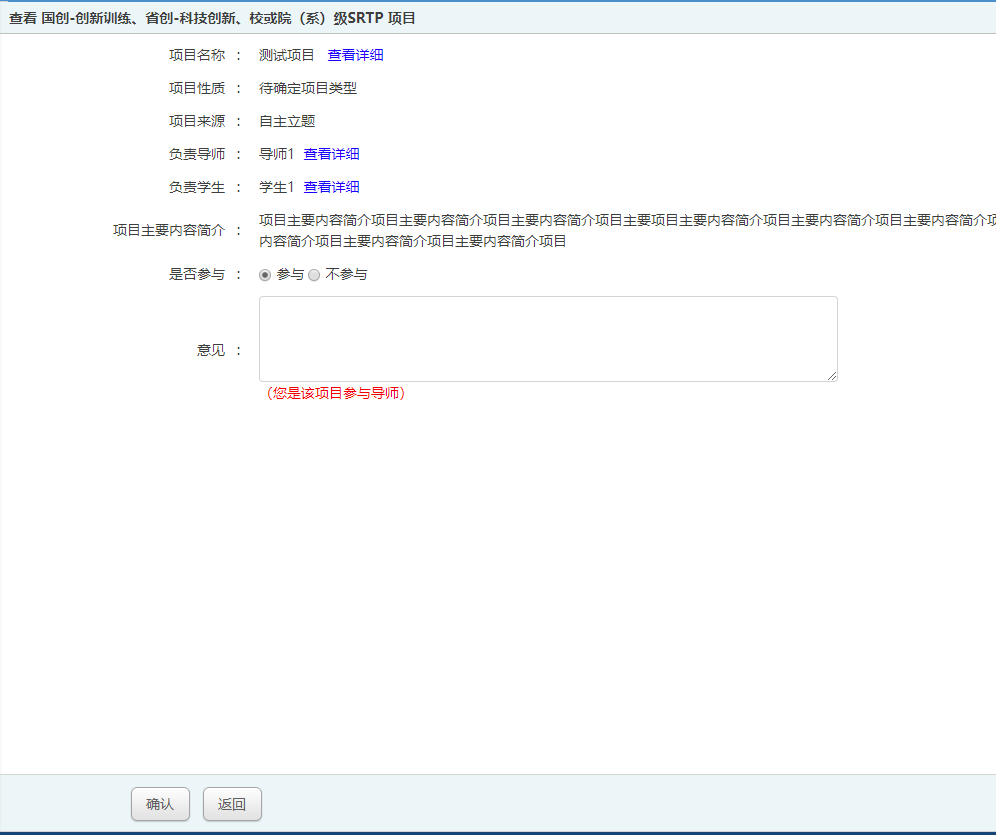 查看 国创-创新训练、省创-科技创新、校或院（系）级SRTP 项目
项目名称 ： 测试项目 查看详细
项目性质 ： 待确定项目类型
项目来源 ： 自主立题
负责导师 ： 导师1 查看详细
负责学生 ： 学生1 查看详细
项目主要内容简介 ： 项目主要内容简介项目主要内容简介项目主要内容简介项目主要项目主要内容简介项目主要内容简介项目主要内容简介项
内容简介项目主要内容简介项目主要内容简介项目
是否参与 ： 参与 不参与
意见 ：
（您是该项目参与导师）
确认 返回